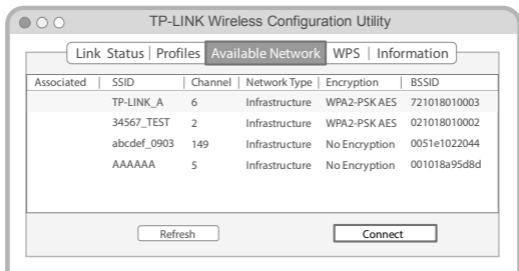 TP-LINK Wireless Configuration Utility
Link Status | Profiles | Available Network | WPS | Information
Associated | SSID | Channel | Network Type | Encryption | BSSID
TP-LINK_A 6 Infrastructure WPA2-PSK AES 721018010003
34567_TEST 2 Infrastructure WPA2-PSK AES 021018010002
abcdef_0903 149 Infrastructure No Encryption 0051e1022044
AAAAAA 5 Infrastructure No Encryption 001018a95d8d
Refresh Connect